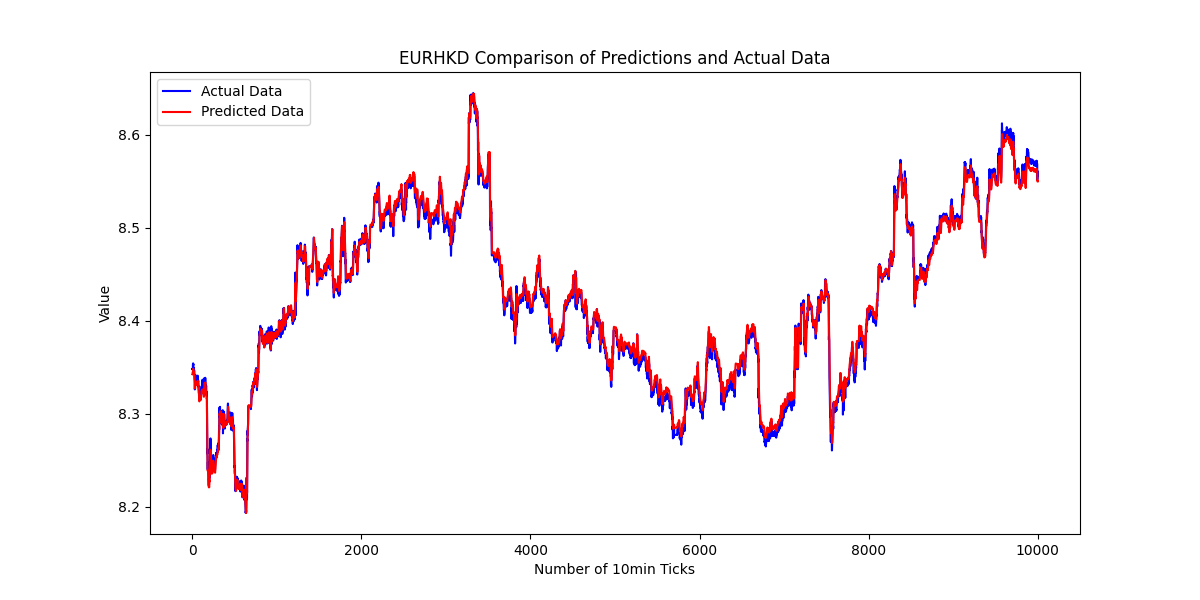 EURHKD Comparison of Predictions and Actual Data
Actual Data
Predicted Data
Value
8.6
8.5
8.4
8.3
8.2
0 2000 4000 6000 8000 10000
Number of 10min Ticks